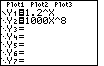 Plot1 Plot2 Plot3
\Y₁=1.2^X
\Y₂=1000X^8
\Y₃=
\Y₄=
\Y₅=
\Y₆=
\Y₇=